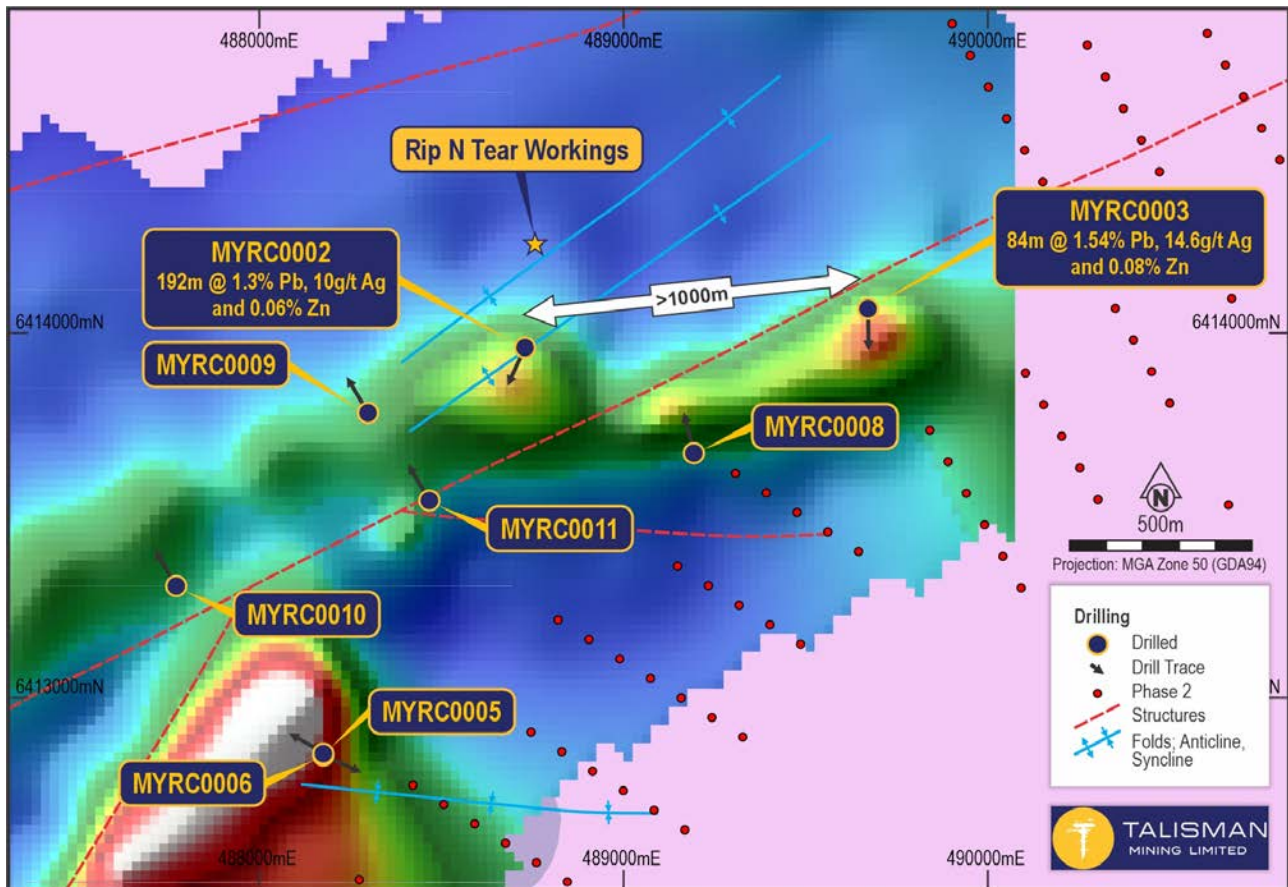 488000mE
489000mE
490000mE
Rip N Tear Workings
MYRC0003
84m @ 1.54% Pb, 14.6g/t Ag
and 0.08% Zn
MYRC0002
192m @ 1.3% Pb, 10g/t Ag
and 0.06% Zn
>1000m
6414000mN
6414000mN
MYRC0009
MYRC0008
MYRC0011
N
500m
Projection: MGA Zone 50 (GDA94)
MYRC0010
Drilling
Drilled
Drill Trace
Phase 2
Structures
Folds; Anticline,
Syncline
6413000mN
N
MYRC0005
MYRC0006
TALISMAN
MINING LIMITED
488000mE
489000mE
490000mE